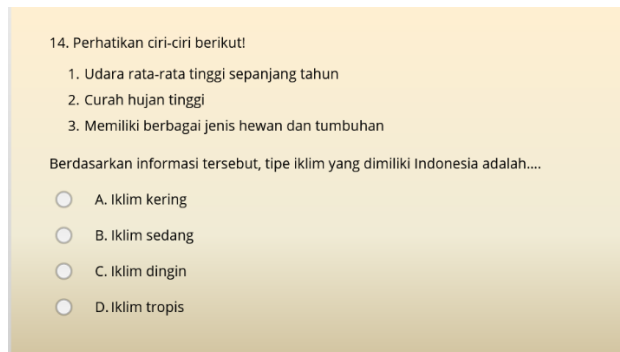 14. Perhatikan ciri-ciri berikut!
1. Udara rata-rata tinggi sepanjang tahun
2. Curah hujan tinggi
3. Memiliki berbagai jenis hewan dan tumbuhan
Berdasarkan informasi tersebut, tipe iklim yang dimiliki Indonesia adalah....
A. Iklim kering
B. Iklim sedang
C. Iklim dingin
D. Iklim tropis